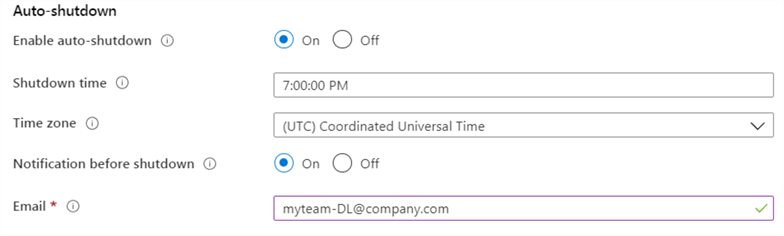 Auto-shutdown
Enable auto-shutdown On Off
Shutdown time 7:00:00 PM
Time zone (UTC) Coordinated Universal Time
Notification before shutdown On Off
Email * myteam-DL@company.com